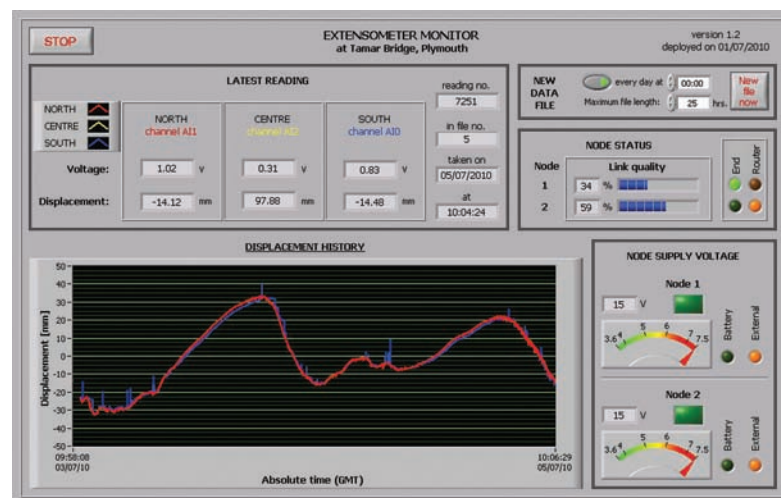 STOP
EXTENSOMETER MONITOR
at Tamar Bridge, Plymouth
version 1.2
deployed on 01/07/2010
LATEST READING
NORTH
CENTRE
SOUTH
NORTH
channel AI1
CENTRE
channel AI2
SOUTH
channel AI0
Voltage:
1.02 v
0.31 v
0.83 v
Displacement:
-14.12 mm
97.88 mm
-14.48 mm
reading no.
7251
in file no.
5
taken on
05/07/2010
at
10:04:24
NEW
DATA
FILE
every day at 00:00
Maximum file length: 25 hrs.
New
file
now
NODE STATUS
Node Link quality
1 34 %
2 59 %
End
Router
DISPLACEMENT HISTORY
Displacement [mm]
50
40
30
20
10
0
-10
-20
-30
-40
-50
09:58:08
03/07/10
10:06:29
05/07/10
Absolute time (GMT)
NODE SUPPLY VOLTAGE
Node 1
15 V
3.6 4 5 6 7 7.5
Battery
External
Node 2
15 V
3.6 4 5 6 7 7.5
Battery
External